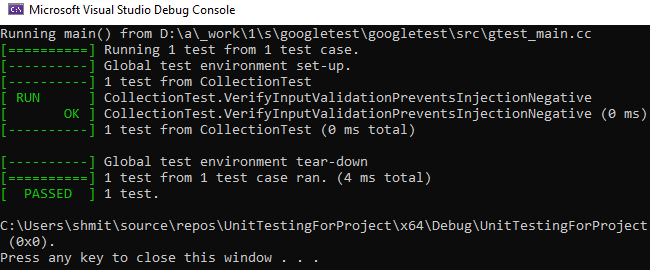 Microsoft Visual Studio Debug Console
Running main() from D:\a\_work\1\s\googletest\googletest\src\gtest_main.cc
[==========] Running 1 test from 1 test case.
[----------] Global test environment set-up.
[----------] 1 test from CollectionTest
[ RUN      ] CollectionTest.VerifyInputValidationPreventsInjectionNegative
[       OK ] CollectionTest.VerifyInputValidationPreventsInjectionNegative (0 ms)
[----------] 1 test from CollectionTest (0 ms total)
[----------] Global test environment tear-down
[==========] 1 test from 1 test case ran. (4 ms total)
[  PASSED  ] 1 test.
C:\Users\shmit\source\repos\UnitTestingForProject\x64\Debug\UnitTestingForProject
(0x0).
Press any key to close this window . . .